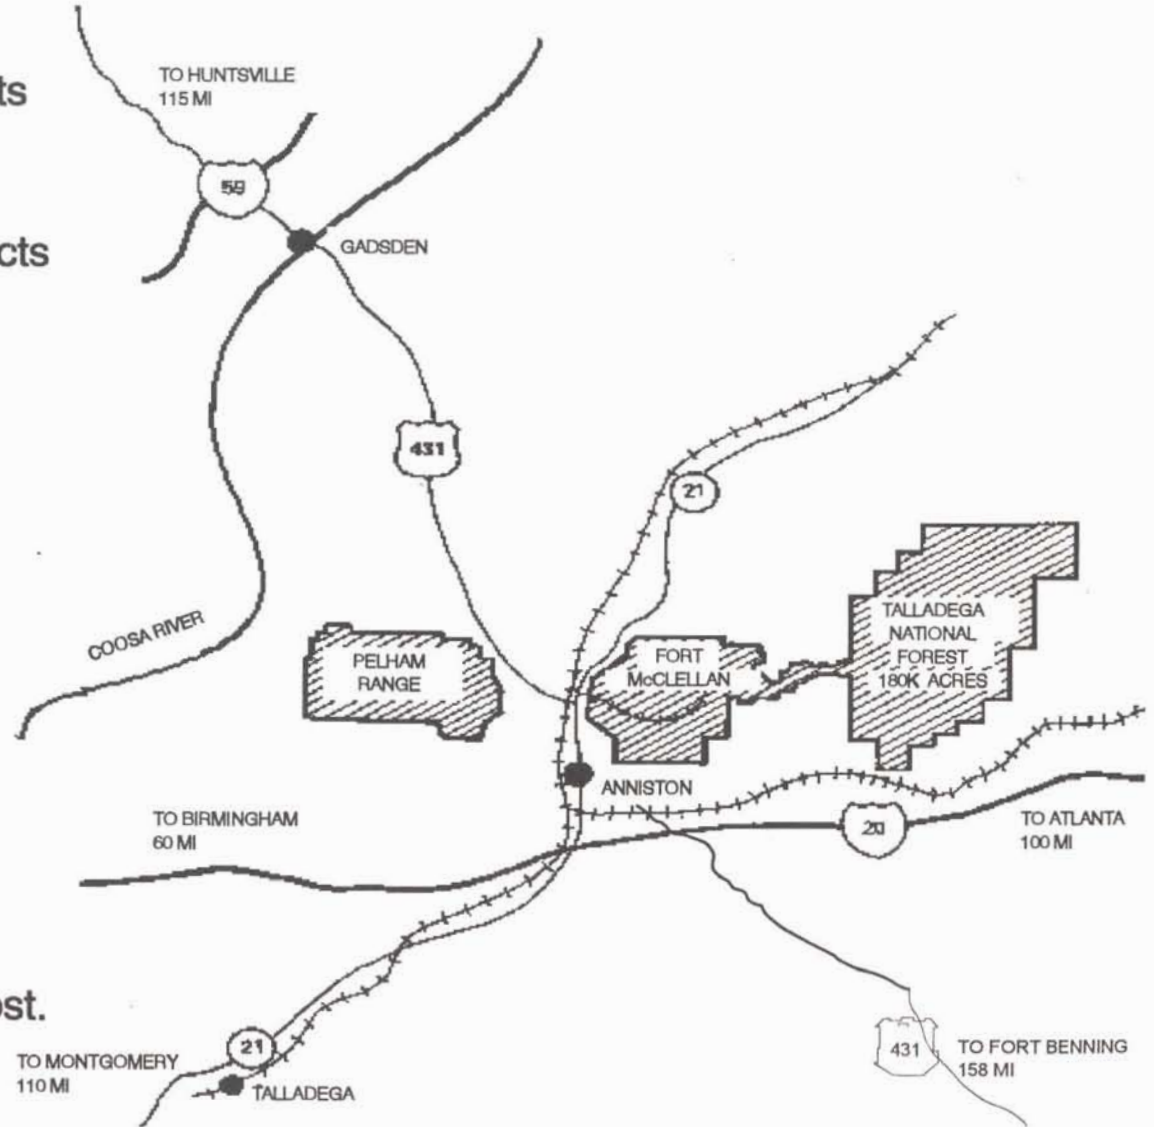 ts
TO HUNTSVILLE
115 MI
59
cts
GADSDEN
431
21
COOSA RIVER
PELHAM
RANGE
FORT
McCLELLAN
TALLADEGA
NATIONAL
FOREST
180K ACRES
ANNISTON
TO BIRMINGHAM
60 MI
20
TO ATLANTA
100 MI
ost.
21
TO MONTGOMERY
110 MI
TALLADEGA
431
TO FORT BENNING
158 MI